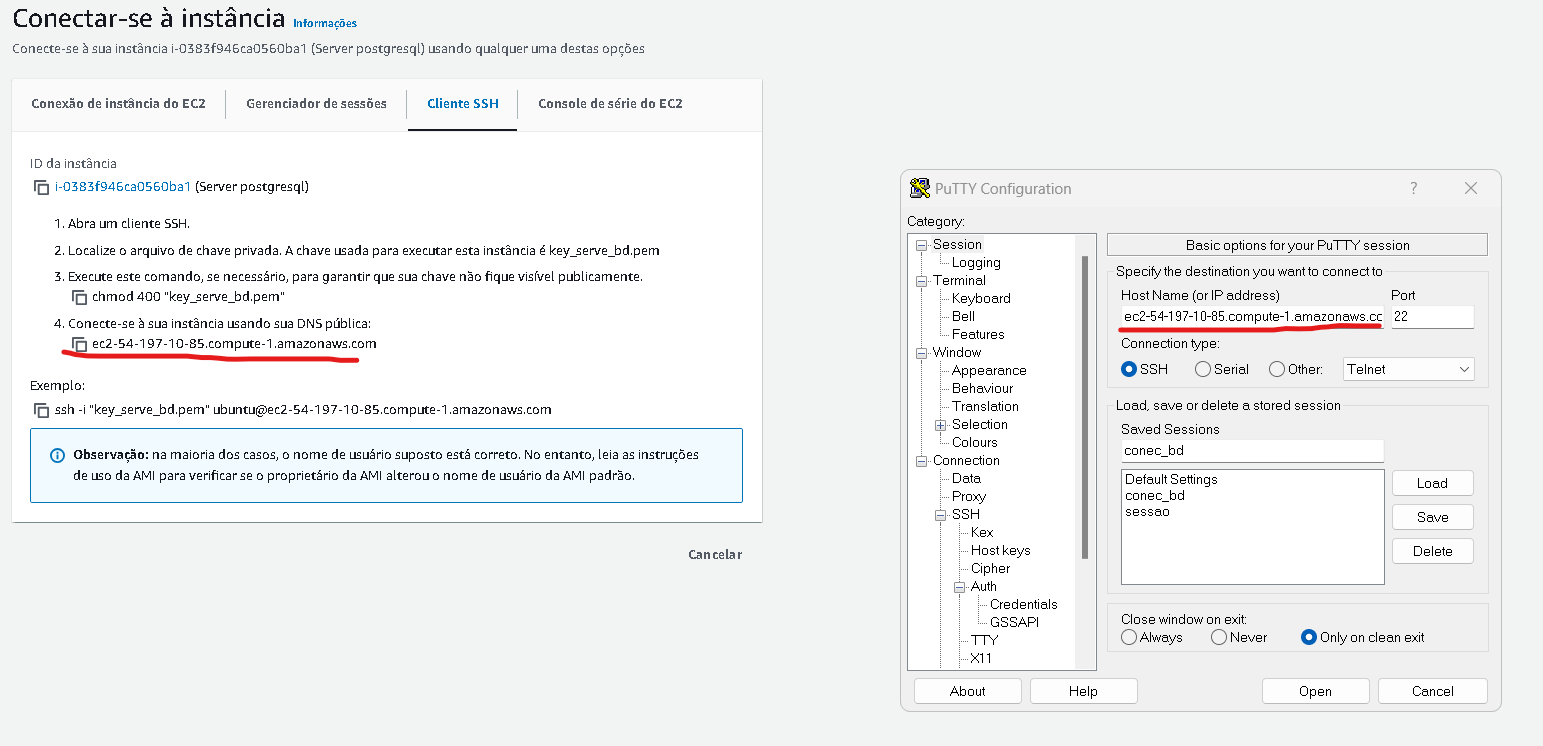 Conectar-se à instância Informações
Conecte-se à sua instância i-0383f946ca0560ba1 (Server postgresql) usando qualquer uma destas opções
Conexão de instância do EC2
Gerenciador de sessões
Cliente SSH
Console de série do EC2
ID da instância
i-0383f946ca0560ba1 (Server postgresql)
1. Abra um cliente SSH.
2. Localize o arquivo de chave privada. A chave usada para executar esta instância é key_serve_bd.pem
3. Execute este comando, se necessário, para garantir que sua chave não fique visível publicamente.
chmod 400 "key_serve_bd.pem"
4. Conecte-se à sua instância usando sua DNS pública:
ec2-54-197-10-85.compute-1.amazonaws.com
Exemplo:
ssh -i "key_serve_bd.pem" ubuntu@ec2-54-197-10-85.compute-1.amazonaws.com
Observação: na maioria dos casos, o nome de usuário suposto está correto. No entanto, leia as instruções
de uso da AMI para verificar se o proprietário da AMI alterou o nome de usuário da AMI padrão.
Cancelar
PuTTY Configuration
?
Category:
Session
Logging
Terminal
Keyboard
Bell
Features
Window
Appearance
Behaviour
Translation
Selection
Colours
Connection
Data
Proxy
SSH
Kex
Host keys
Cipher
Auth
Credentials
GSSAPI
TTY
X11
Basic options for your PuTTY session
Specify the destination you want to connect to
Host Name (or IP address)
Port
ec2-54-197-10-85.compute-1.amazonaws.cc
22
Connection type:
SSH
Serial
Other:
Telnet
Load, save or delete a stored session
Saved Sessions
conec_bd
Default Settings
conec_bd
sessao
Load
Save
Delete
Close window on exit:
Always
Never
Only on clean exit
About
Help
Open
Cancel